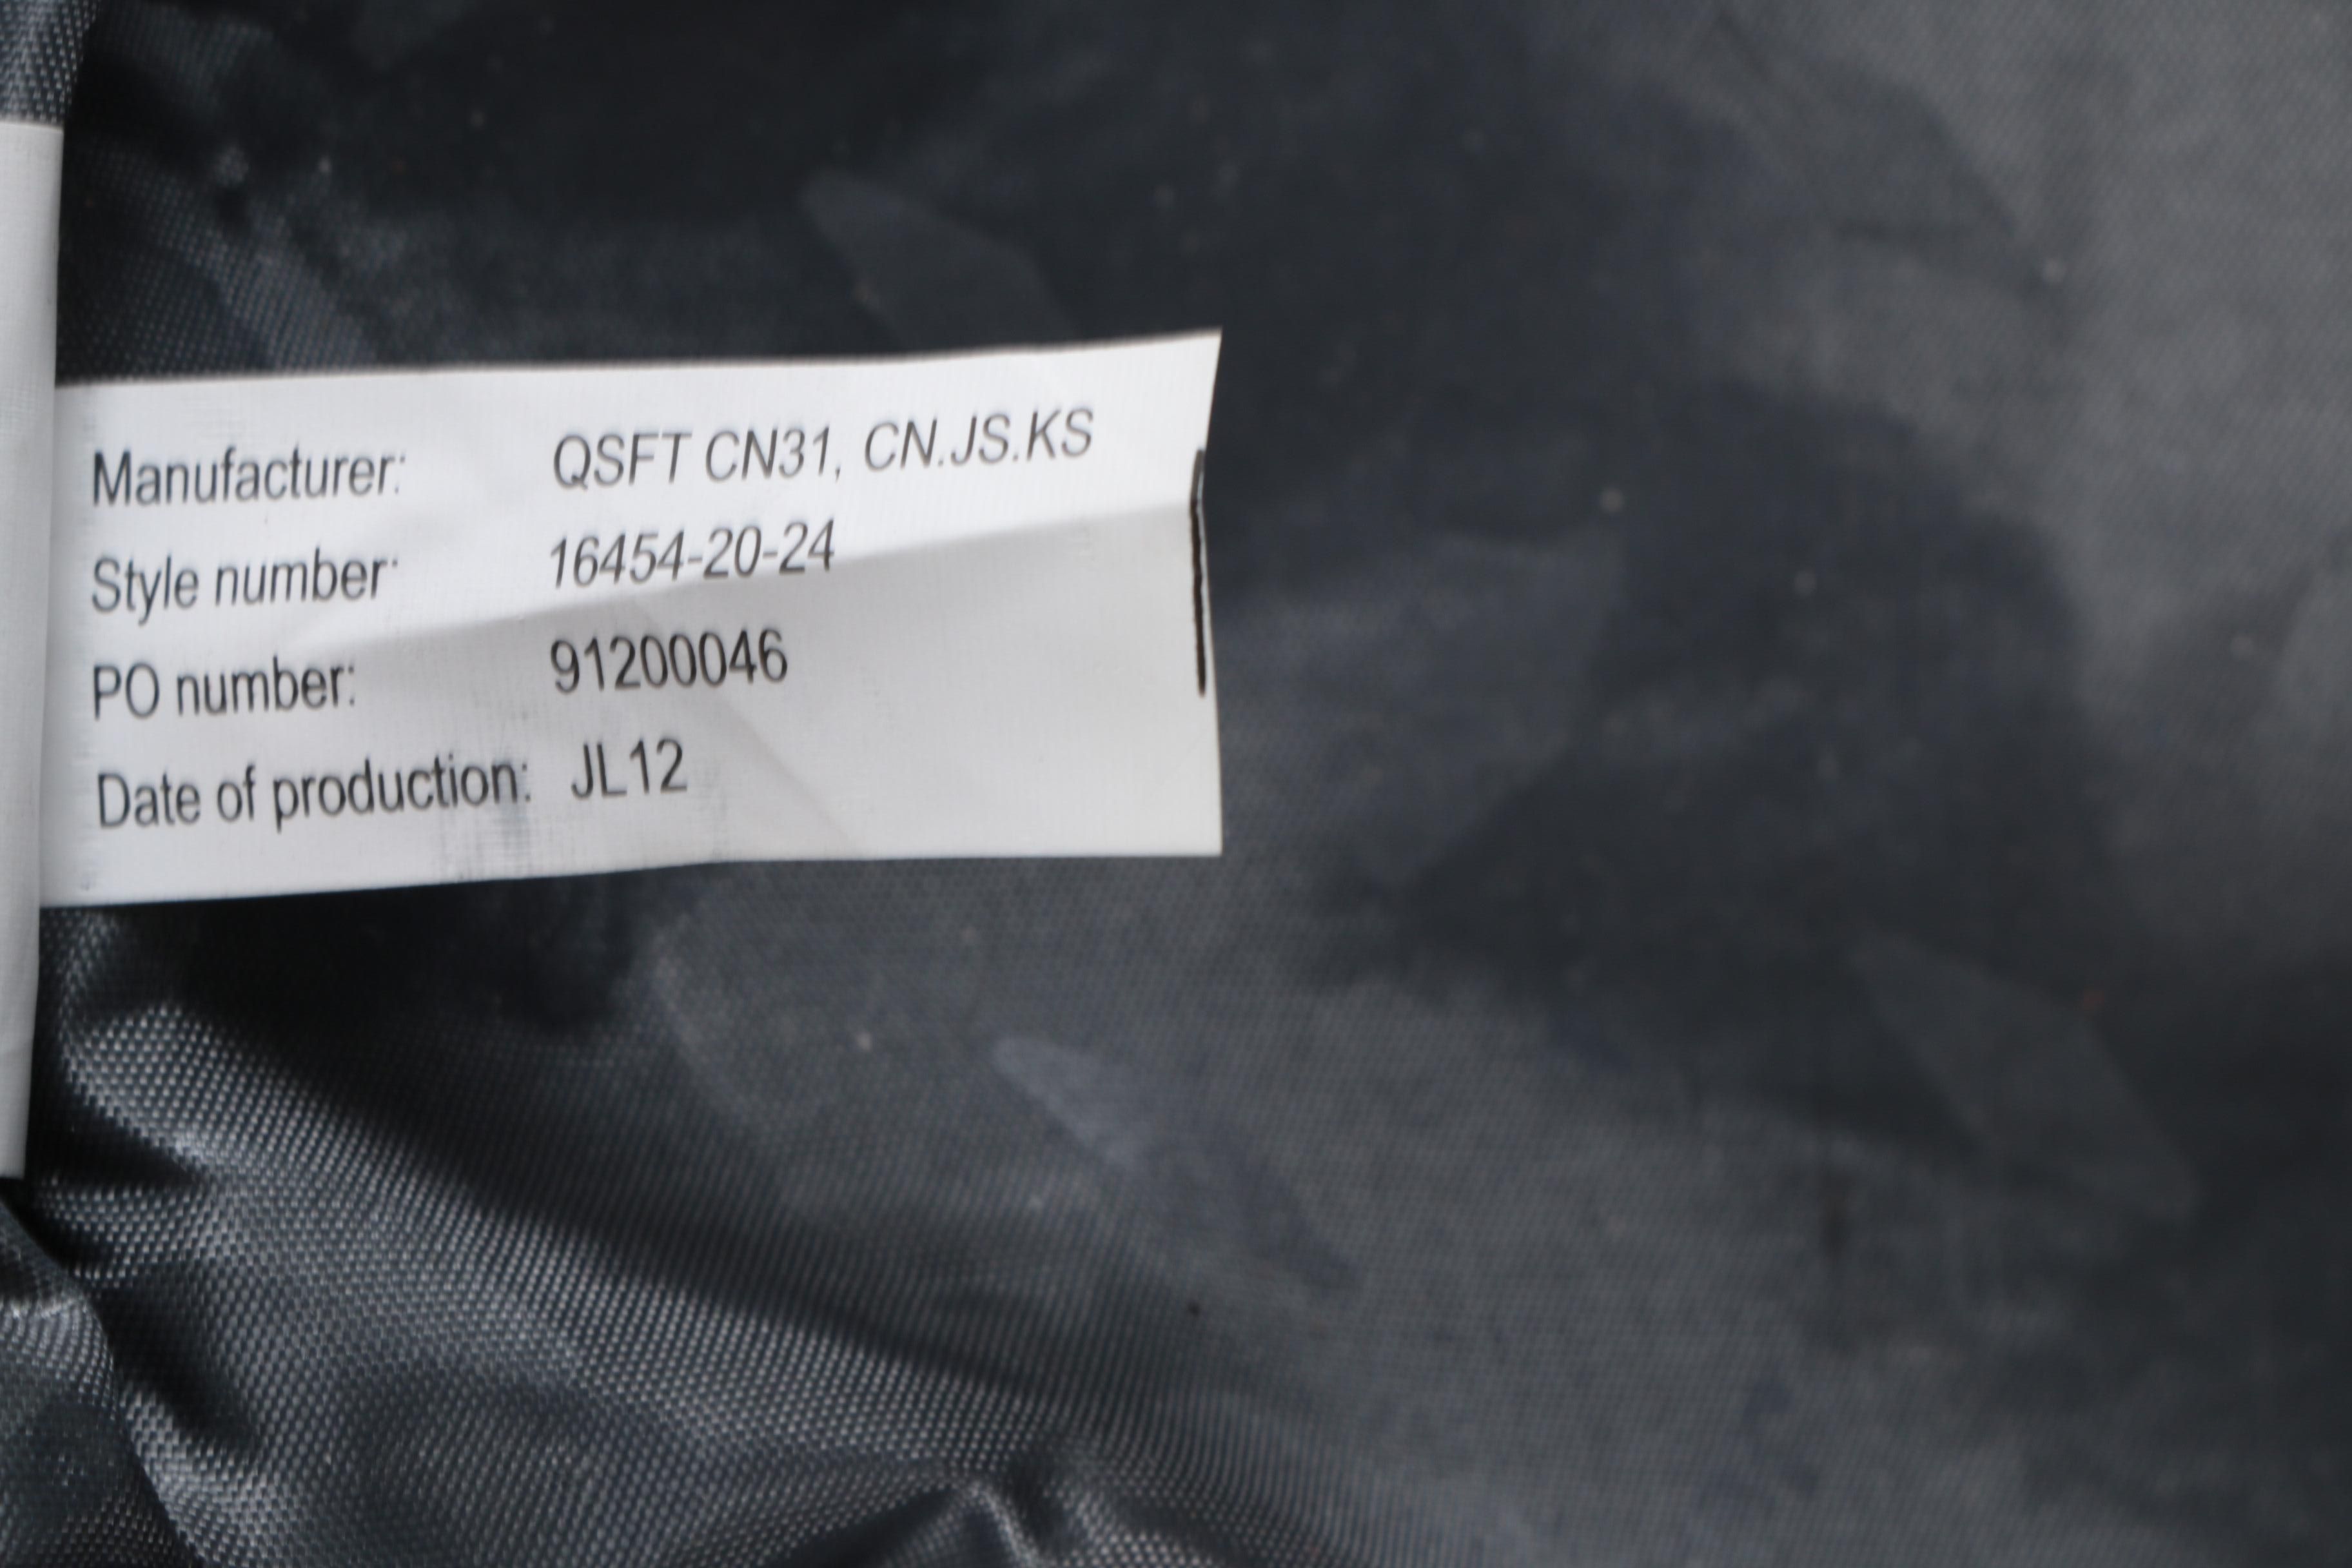 Manufacturer: QSFT CN31, CN.JS.KS
Style number: 16454-20-24
PO number: 91200046
Date of production: JL12